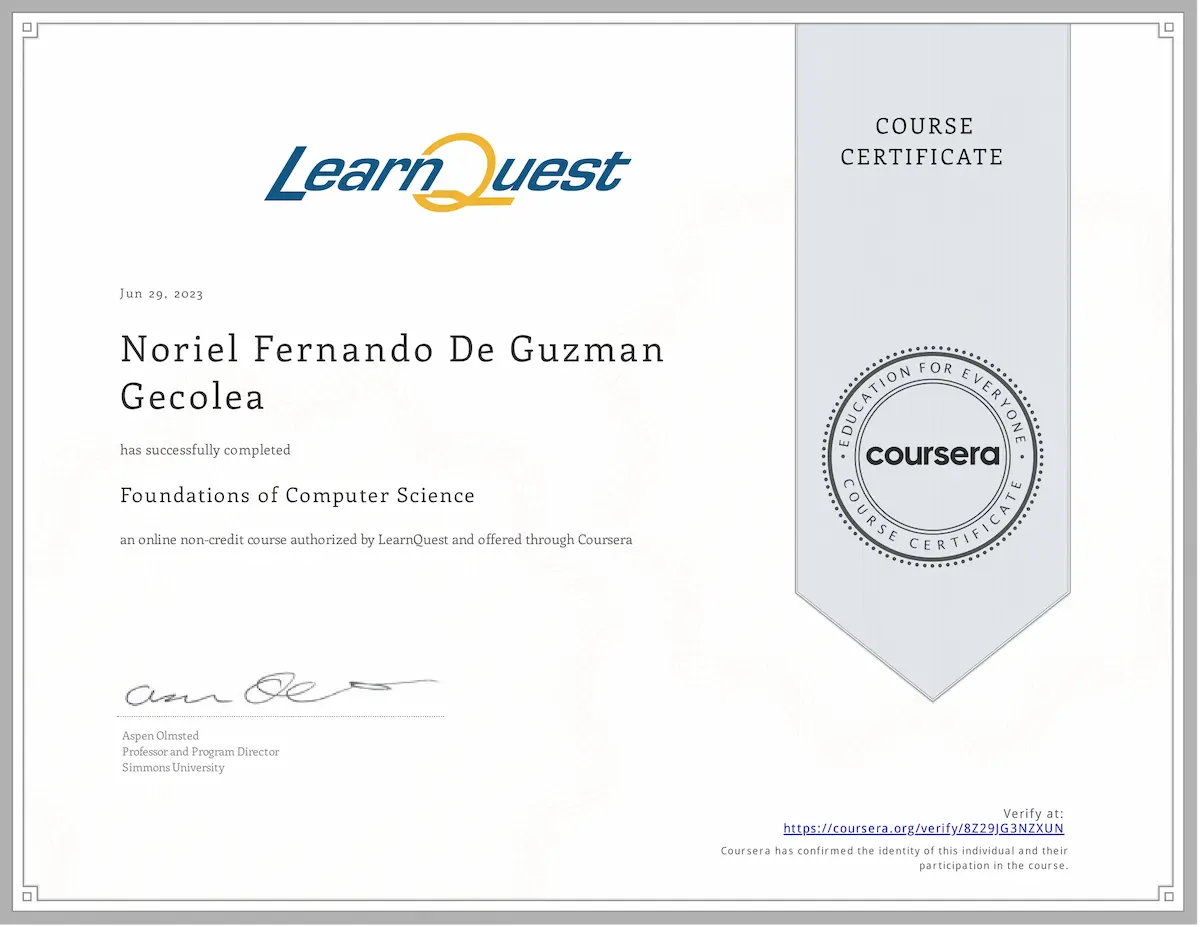 LearnQuest
COURSE
CERTIFICATE
Jun 29, 2023
Noriel Fernando De Guzman
Gecolea
has successfully completed
Foundations of Computer Science
an online non-credit course authorized by LearnQuest and offered through Coursera
EDUCATION FOR EVERYONE
coursera
COURSE CERTIFICATE
Aspen Olmsted
Professor and Program Director
Simmons University
Verify at:
https://coursera.org/verify/8Z29JG3NZXUN
Coursera has confirmed the identity of this individual and their
participation in the course.